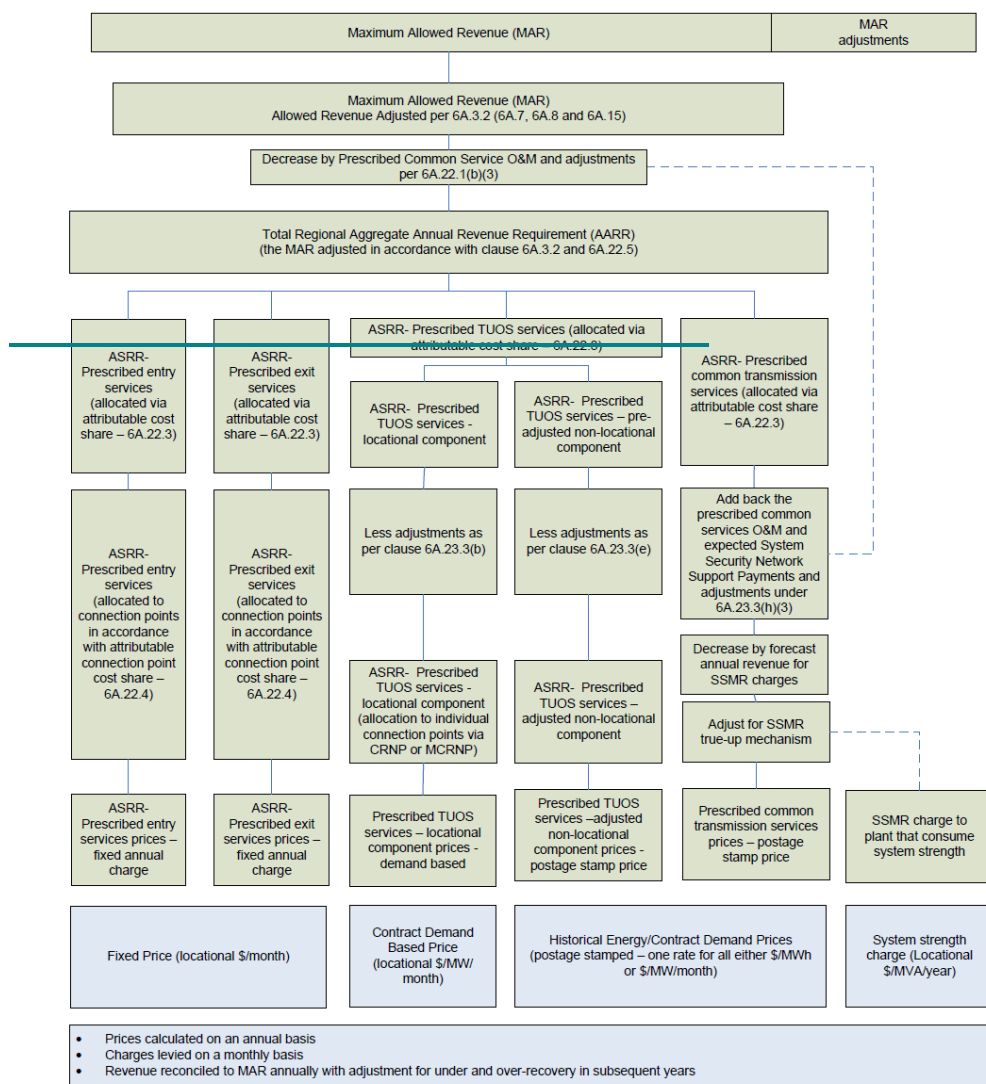 Maximum Allowed Revenue (MAR)
MAR
adjustments
Maximum Allowed Revenue (MAR)
Allowed Revenue Adjusted per 6A.3.2 (6A.7, 6A.8 and 6A.15)
Decrease by Prescribed Common Service O&M and adjustments
per 6A.22.1(b)(3)
Total Regional Aggregate Annual Revenue Requirement (AARR)
(the MAR adjusted in accordance with clause 6A.3.2 and 6A.22.5)
ASRR-
Prescribed entry
services
(allocated via
attributable cost
share – 6A.22.3)
ASRR-
Prescribed exit
services
(allocated via
attributable cost
share – 6A.22.3)
ASRR- Prescribed TUOS services (allocated via
attributable cost share – 6A.22.3)
ASRR-
Prescribed
common transmission
services (allocated via
attributable cost share
– 6A.22.3)
ASRR- Prescribed
TUOS services -
locational component
ASRR- Prescribed
TUOS services – pre-
adjusted non-locational
component
ASRR-
Prescribed entry
services
(allocated to
connection points
in accordance
with attributable
connection point
cost share –
6A.22.4)
ASRR-
Prescribed exit
services
(allocated to
connection points
in accordance
with attributable
connection point
cost share –
6A.22.4)
Less adjustments as
per clause 6A.23.3(b)
Less adjustments as
per clause 6A.23.3(e)
Add back the
prescribed common
services O&M and
expected System
Security Network
Support Payments and
adjustments under
6A.23.3(h)(3)
Decrease by forecast
annual revenue for
SSMR charges
ASRR- Prescribed
TUOS services -
locational component
(allocation to individual
connection points via
CRNP or MCRNP)
ASRR- Prescribed
TUOS services –
adjusted non-locational
component
Adjust for SSMR
true-up mechanism
ASRR-
Prescribed entry
services prices –
fixed annual
charge
ASRR-
Prescribed exit
services prices –
fixed annual
charge
Prescribed TUOS
services – locational
component prices -
demand based
Prescribed TUOS
services –adjusted
non-locational
component prices -
postage stamp price
Prescribed common
transmission services
prices – postage
stamp price
SSMR charge to
plant that consume
system strength
Fixed Price (locational $/month)
Contract Demand
Based Price
(locational $/MW/
month)
Historical Energy/Contract Demand Prices
(postage stamped – one rate for all either $/MWh
or $/MW/month)
System strength
charge (Locational
$/MVA/year)
• Prices calculated on an annual basis
• Charges levied on a monthly basis
• Revenue reconciled to MAR annually with adjustment for under and over-recovery in subsequent years